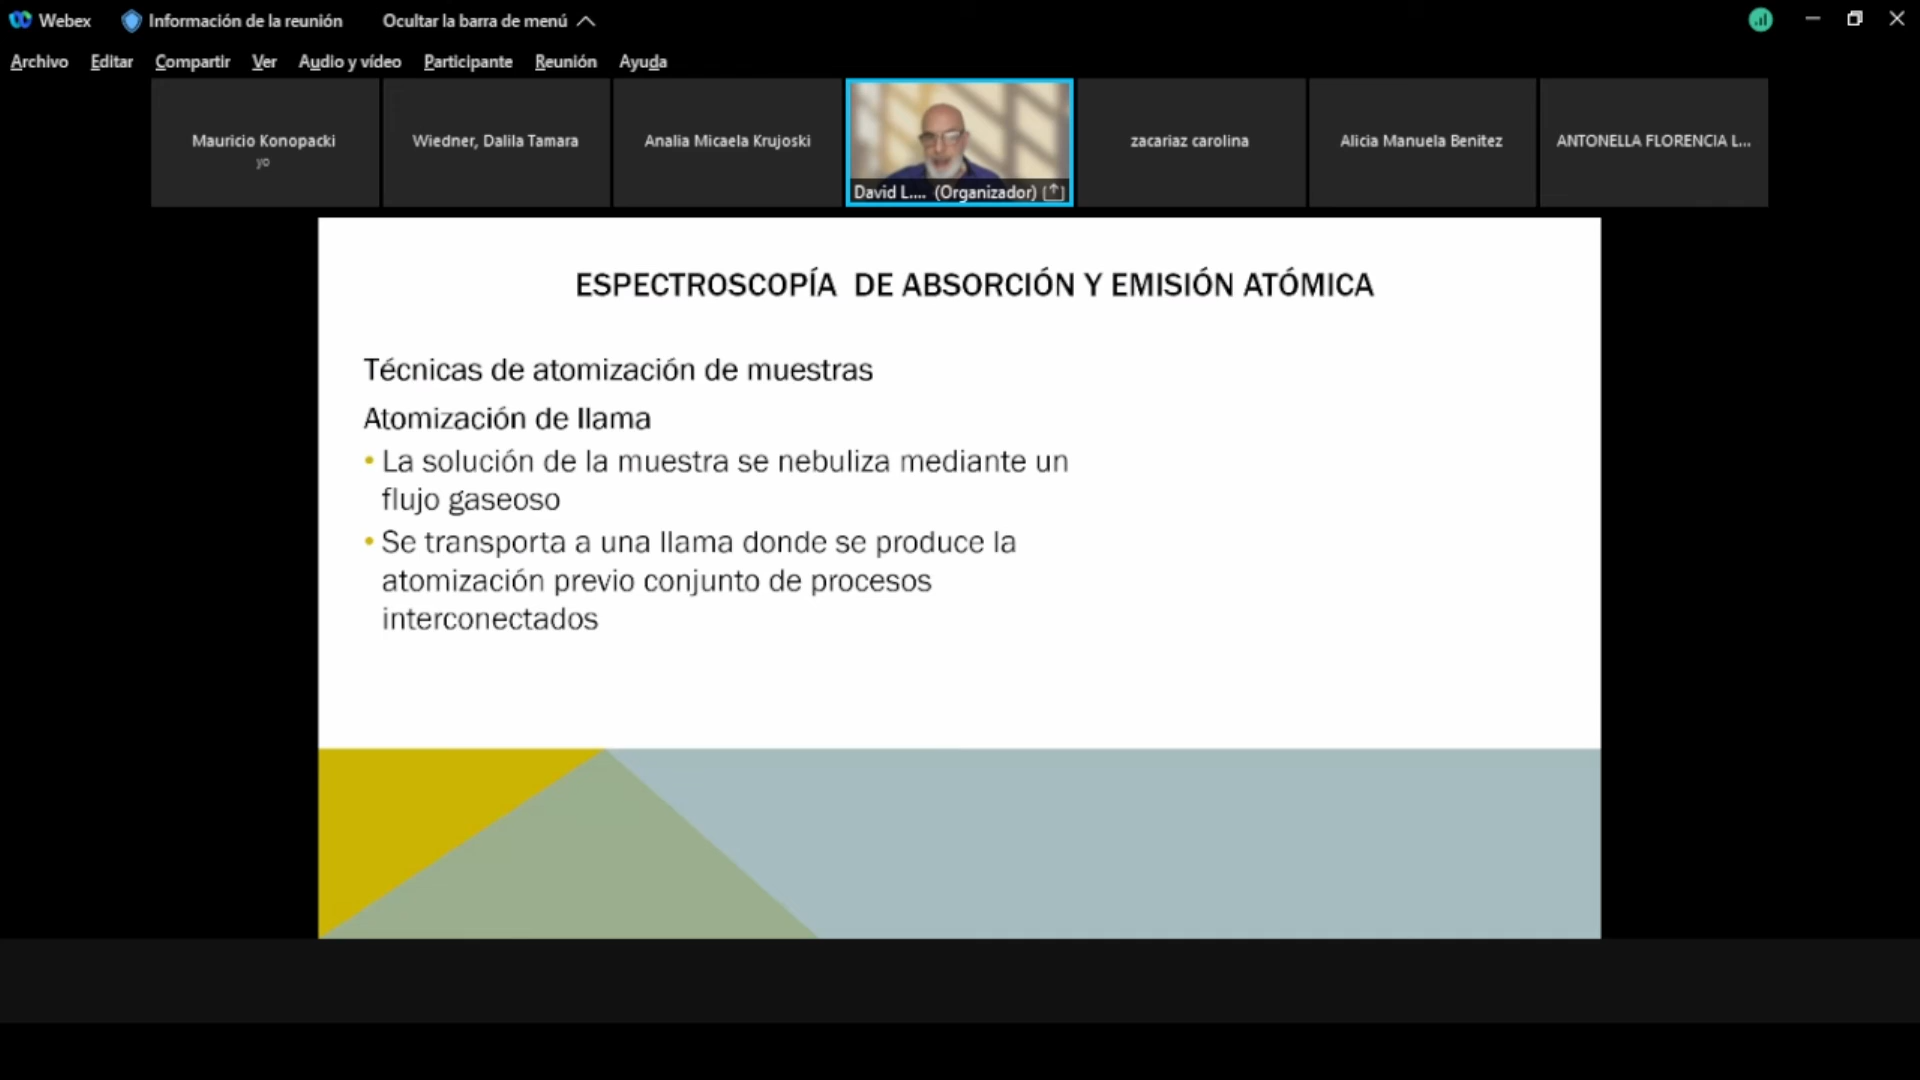 Webex
Información de la reunión
Ocultar la barra de menú
Archivo Editar Compartir Ver Audio y vídeo Participante Reunión Ayuda
Mauricio Konopacki
yo
Wiedner, Dalila Tamara
Analia Micaela Krujoski
David L.... (Organizador)
zacariaz carolina
Alicia Manuela Benitez
ANTONELLA FLORENCIA L...
ESPECTROSCOPÍA DE ABSORCIÓN Y EMISIÓN ATÓMICA
Técnicas de atomización de muestras
Atomización de llama
• La solución de la muestra se nebuliza mediante un
flujo gaseoso
• Se transporta a una llama donde se produce la
atomización previo conjunto de procesos
interconectados